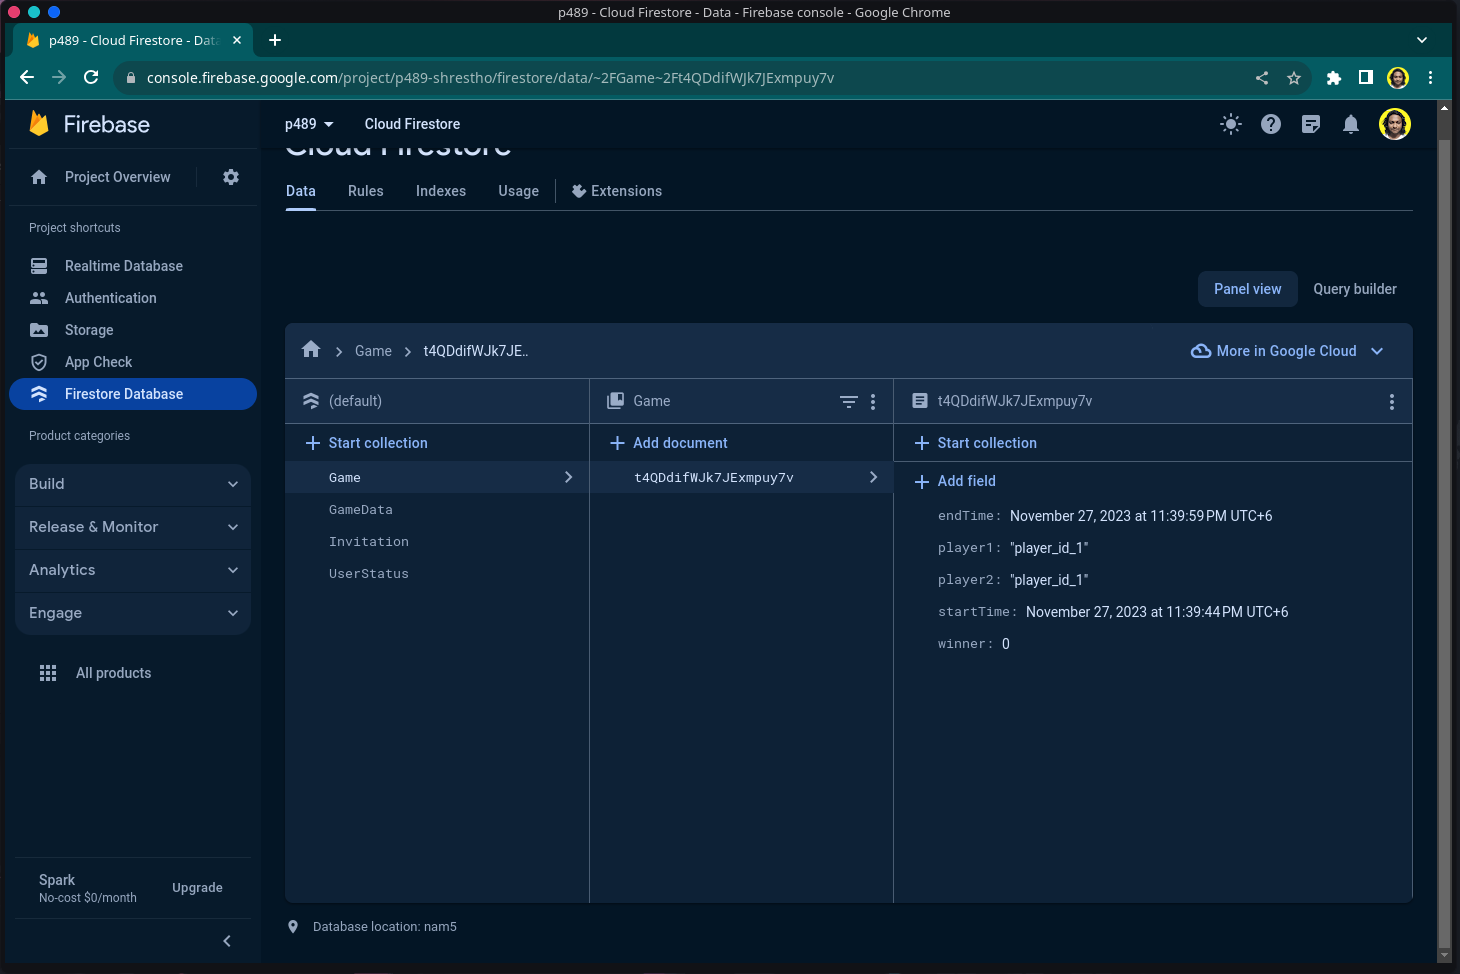 p489 - Cloud Firestore - Data - Firebase console - Google Chrome
p489 - Cloud Firestore - Data
console.firebase.google.com/project/p489-shrestho/firestore/data/~2FGame~2Ft4QDdifWJk7JExmpuy7v
Firebase
p489
Cloud Firestore
Cloud Firestore
Project Overview
Data
Rules
Indexes
Usage
Extensions
Project shortcuts
Realtime Database
Authentication
Storage
App Check
Firestore Database
Product categories
Build
Release & Monitor
Analytics
Engage
All products
Spark
No-cost $0/month
Upgrade
Panel view
Query builder
Game
t4QDdifWJk7JE..
More in Google Cloud
(default)
Game
t4QDdifWJk7JExmpuy7v
Start collection
Game
GameData
Invitation
UserStatus
Add document
t4QDdifWJk7JExmpuy7v
Start collection
Add field
endTime: November 27, 2023 at 11:39:59 PM UTC+6
player1: "player_id_1"
player2: "player_id_1"
startTime: November 27, 2023 at 11:39:44 PM UTC+6
winner: 0
Database location: nam5